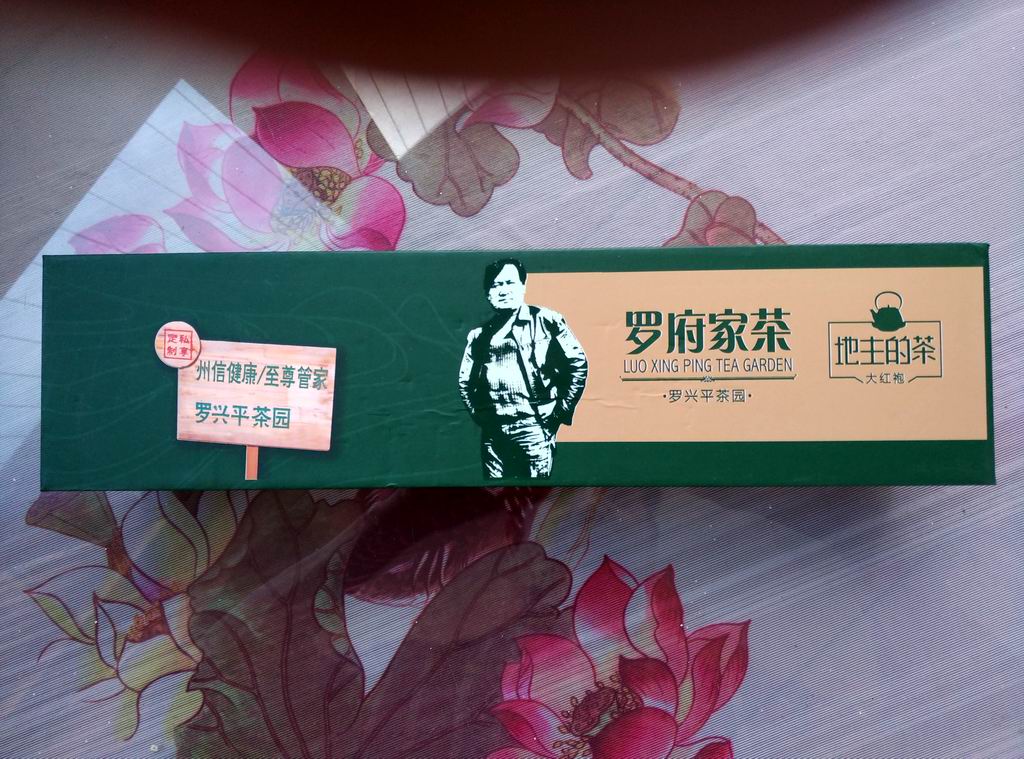 私享
定制
州信健康/至尊管家
罗兴平茶园
罗府家茶
LUO XING PING TEA GARDEN
·罗兴平茶园·
地主的茶
大红袍